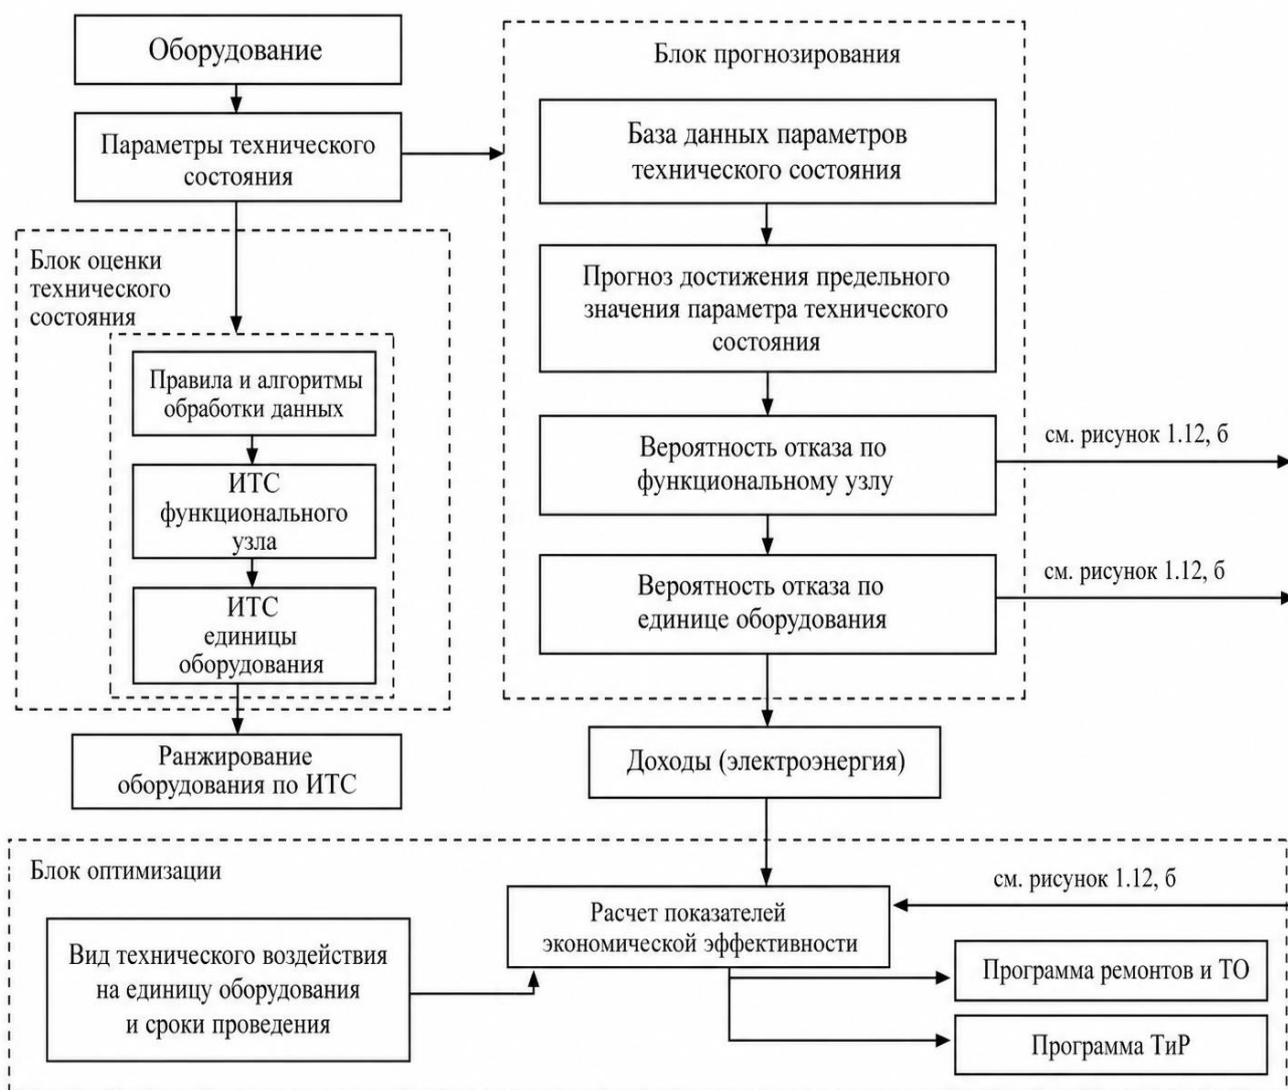 Оборудование
Параметры технического
состояния
Блок оценки
технического
состояния
Правила и алгоритмы
обработки данных
ИТС
функционального
узла
ИТС
единицы
оборудования
Ранжирование
оборудования по ИТС
Блок прогнозирования
База данных параметров
технического состояния
Прогноз достижения предельного
значения параметра технического
состояния
Вероятность отказа по
функциональному узлу
см. рисунок 1.12, б
Вероятность отказа по
единице оборудования
см. рисунок 1.12, б
Доходы (электроэнергия)
Блок оптимизации
Вид технического воздействия
на единицу оборудования
и сроки проведения
Расчет показателей
экономической эффективности
см. рисунок 1.12, б
Программа ремонтов и ТО
Программа ТиР